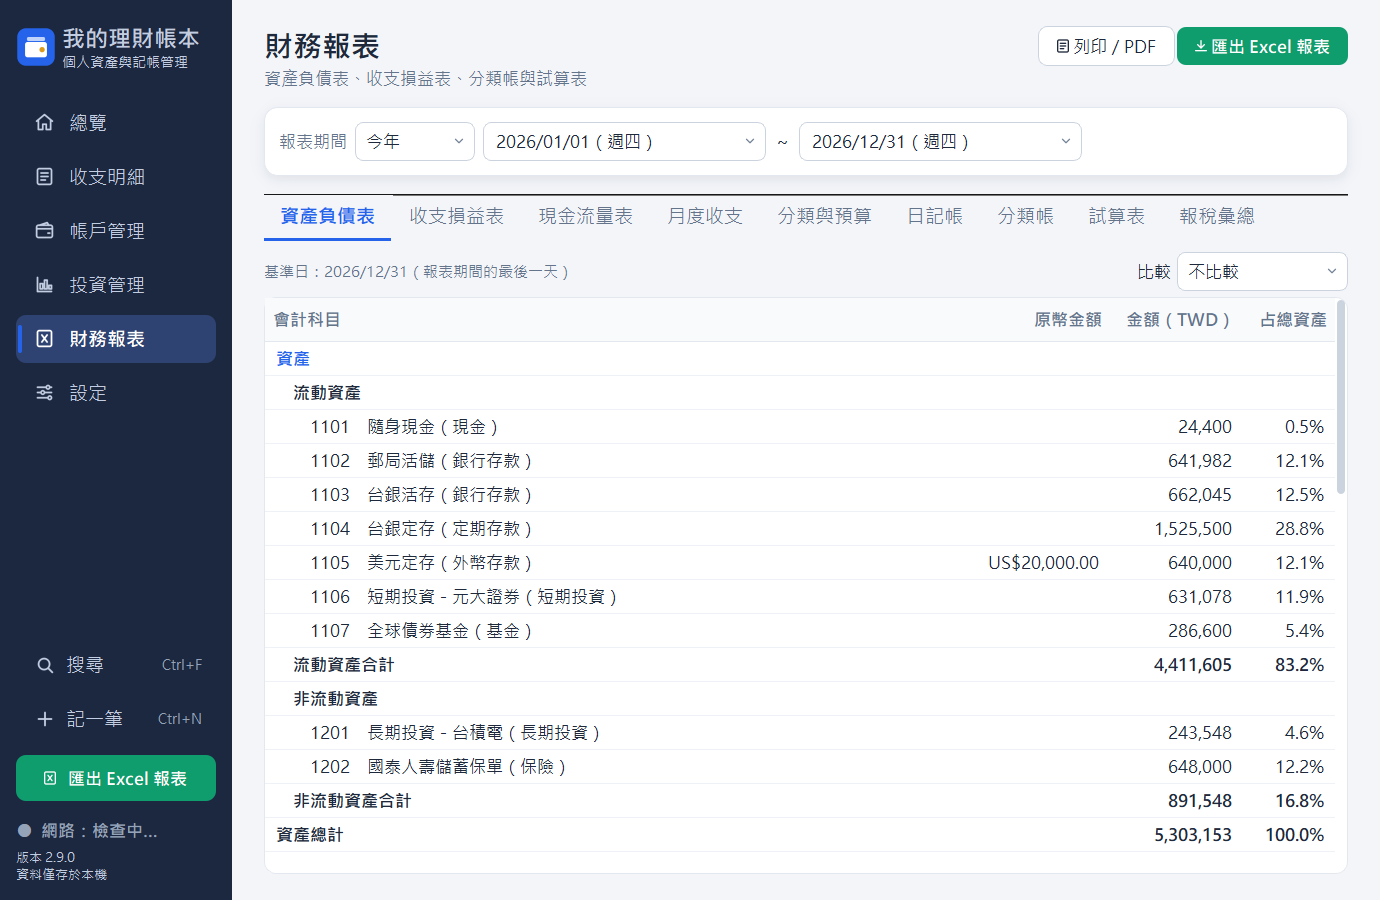 我的理財帳本
個人資產與記帳管理
總覽
收支明細
帳戶管理
投資管理
財務報表
設定
搜尋 Ctrl+F
記一筆 Ctrl+N
匯出 Excel 報表
網路：檢查中...
版本 2.9.0
資料僅存於本機
財務報表
資產負債表、收支損益表、分類帳與試算表
列印 / PDF
匯出 Excel 報表
報表期間 今年 2026/01/01（週四） ~ 2026/12/31（週四）
資產負債表 收支損益表 現金流量表 月度收支 分類與預算 日記帳 分類帳 試算表 報稅彙總
基準日：2026/12/31（報表期間的最後一天） 比較 不比較
會計科目 原幣金額 金額（TWD） 占總資產
資產
流動資產
1101 隨身現金（現金） 24,400 0.5%
1102 郵局活儲（銀行存款） 641,982 12.1%
1103 台銀活存（銀行存款） 662,045 12.5%
1104 台銀定存（定期存款） 1,525,500 28.8%
1105 美元定存（外幣存款） US$20,000.00 640,000 12.1%
1106 短期投資 - 元大證券（短期投資） 631,078 11.9%
1107 全球債券基金（基金） 286,600 5.4%
流動資產合計 4,411,605 83.2%
非流動資產
1201 長期投資 - 台積電（長期投資） 243,548 4.6%
1202 國泰人壽儲蓄保單（保險） 648,000 12.2%
非流動資產合計 891,548 16.8%
資產總計 5,303,153 100.0%